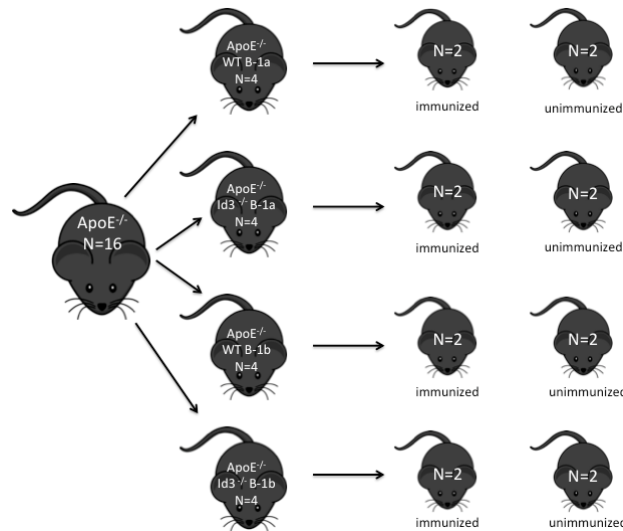 ApoE-/-
WT B-1a
N=4
N=2
N=2
immunized
unimmunized
ApoE-/-
N=16
ApoE-/-
Id3 -/- B-1a
N=4
N=2
N=2
immunized
unimmunized
ApoE-/-
WT B-1b
N=4
N=2
N=2
immunized
unimmunized
ApoE-/-
Id3 -/- B-1b
N=4
N=2
N=2
immunized
unimmunized